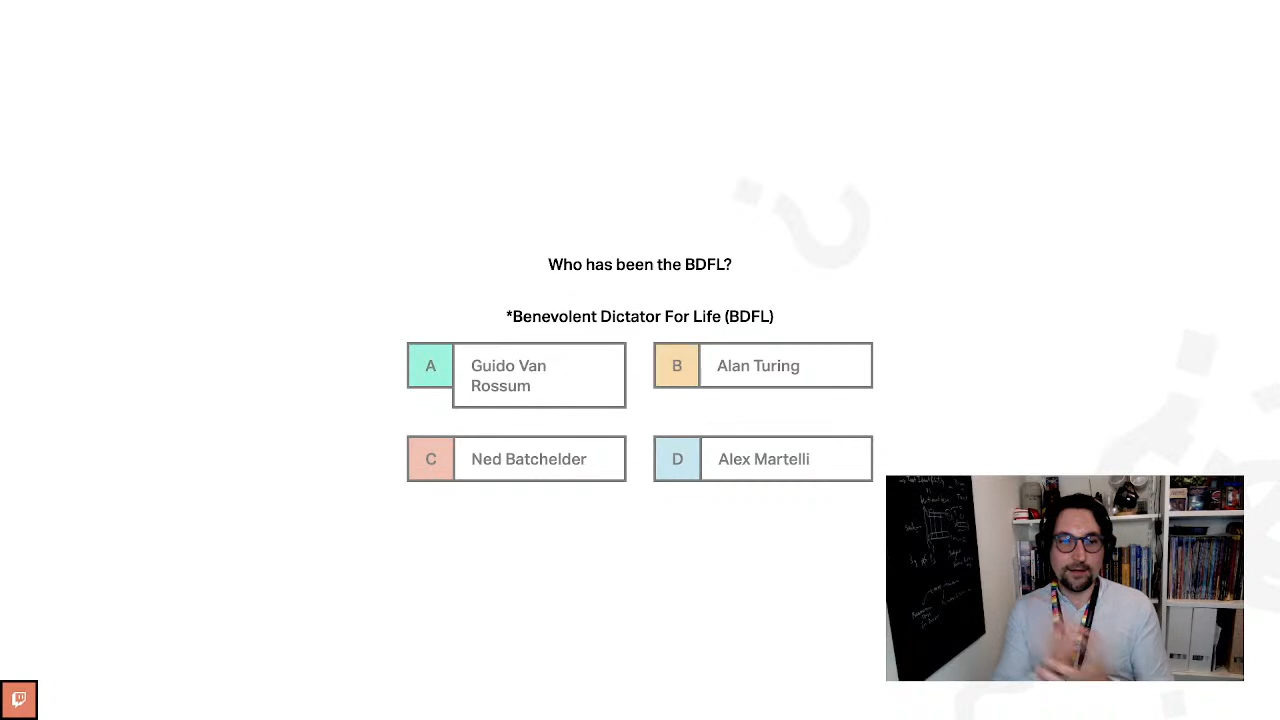 Who has been the BDFL?
*Benevolent Dictator For Life (BDFL)
A
Guido Van
Rossum
B
Alan Turing
C
Ned Batchelder
D
Alex Martelli